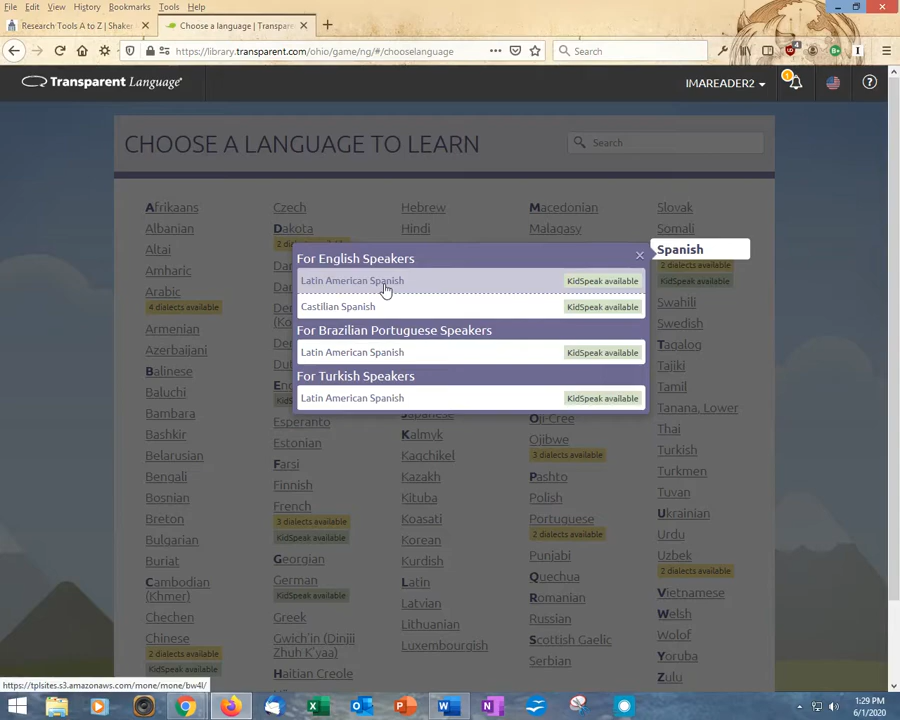 File Edit View History Bookmarks Tools Help
Research Tools A to Z | Shaker
Choose a language | Transparen
https://library.transparent.com/ohio/game/ng/#/chooselanguage
Search
Transparent Language
IMAREADER2
1
CHOOSE A LANGUAGE TO LEARN
Search
Afrikaans
Albanian
Altai
Arabic
4 dialects available
Armenian
Azerbaijani
Balinese
Baluchi
Bambara
Bashkir
Belarusian
Bengali
Bosnian
Breton
Bulgarian
Buriat
Cambodian
(Khmer)
Chechen
Chinese
2 dialects available
KidSpeak available
Czech
Dakota
Esperanto
Estonian
Farsi
Finnish
French
3 dialects available
KidSpeak available
Georgian
German
KidSpeak available
Greek
Gwich'in (Dinjii
Zhuh K'yaa)
Haitian Creole
Hebrew
Hindi
Japanese
Kalmyk
Kaqchikel
Kazakh
Kituba
Koasati
Korean
Kurdish
Latin
Latvian
Lithuanian
Luxembourgish
Macedonian
Malagasy
Oji-Cree
Ojibwe
3 dialects available
Pashto
Polish
Portuguese
2 dialects available
Punjabi
Quechua
Romanian
Russian
Scottish Gaelic
Serbian
Slovak
Somali
Spanish
2 dialects available
KidSpeak available
Swahili
Swedish
Tagalog
Tajiki
Tamil
Tanana, Lower
Thai
Turkish
Turkmen
Tuvan
Ukrainian
Urdu
Uzbek
2 dialects available
Vietnamese
Welsh
Wolof
Yoruba
Zulu
For English Speakers
Latin American Spanish KidSpeak available
Castilian Spanish KidSpeak available
For Brazilian Portuguese Speakers
Latin American Spanish KidSpeak available
For Turkish Speakers
Latin American Spanish KidSpeak available
https://tplsites.s3.amazonaws.com/mone/mone/bw4l/
1:29 PM
6/1/2020